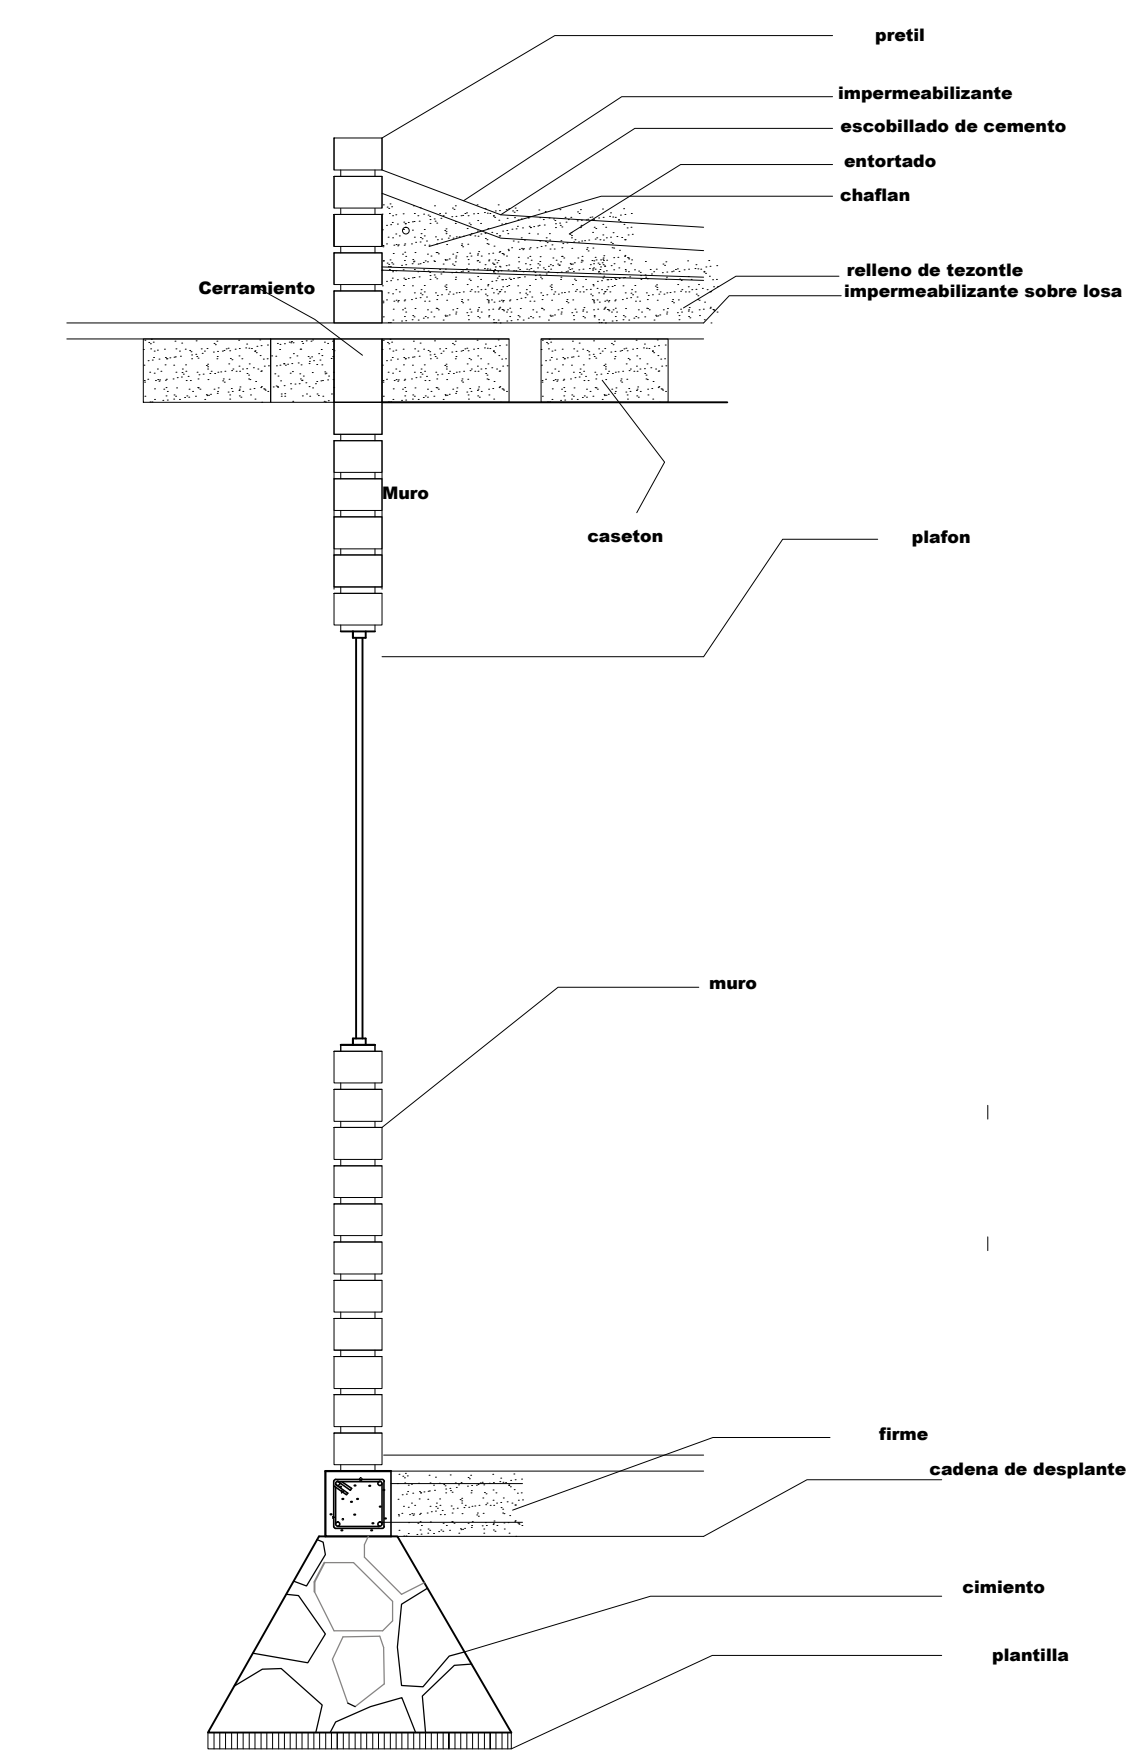 pretil
impermeabilizante
escobillado de cemento
entortado
chaflan
relleno de tezontle
Cerramiento
impermeabilizante sobre losa
Muro
caseton
plafon
muro
firme
cadena de desplante
cimiento
plantilla